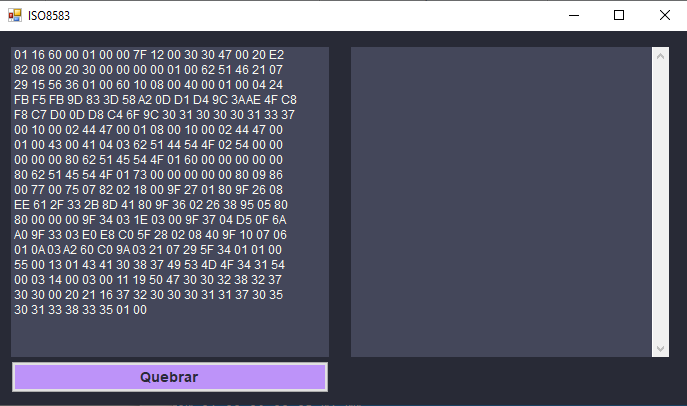 ISO8583
01 16 60 00 01 00 00 7F 12 00 30 30 47 00 20 E2
82 08 00 20 30 00 00 00 00 01 00 62 51 46 21 07
29 15 56 36 01 00 60 10 08 00 40 00 01 00 04 24
FB F5 FB 9D 83 3D 58 A2 0D D1 D4 9C 3AAE 4F C8
F8 C7 D0 0D D8 C4 6F 9C 30 31 30 30 30 31 33 37
00 10 00 02 44 47 00 01 08 00 10 00 02 44 47 00
01 00 43 00 41 04 03 62 51 44 54 4F 02 54 00 00
00 00 00 80 62 51 45 54 4F 01 60 00 00 00 00 00
80 62 51 45 54 4F 01 73 00 00 00 00 00 80 09 86
00 77 00 75 07 82 02 18 00 9F 27 01 80 9F 26 08
EE 61 2F 33 2B 8D 41 80 9F 36 02 26 38 95 05 80
80 00 00 00 9F 34 03 1E 03 00 9F 37 04 D5 0F 6A
A0 9F 33 03 E0 E8 C0 5F 28 02 08 40 9F 10 07 06
01 0A 03 A2 60 C0 9A 03 21 07 29 5F 34 01 01 00
55 00 13 01 43 41 30 38 37 49 53 4D 4F 34 31 54
00 03 14 00 03 00 11 19 50 47 30 30 32 38 32 37
30 30 00 20 21 16 37 32 30 30 30 31 31 37 30 35
30 31 33 38 33 35 01 00
Quebrar